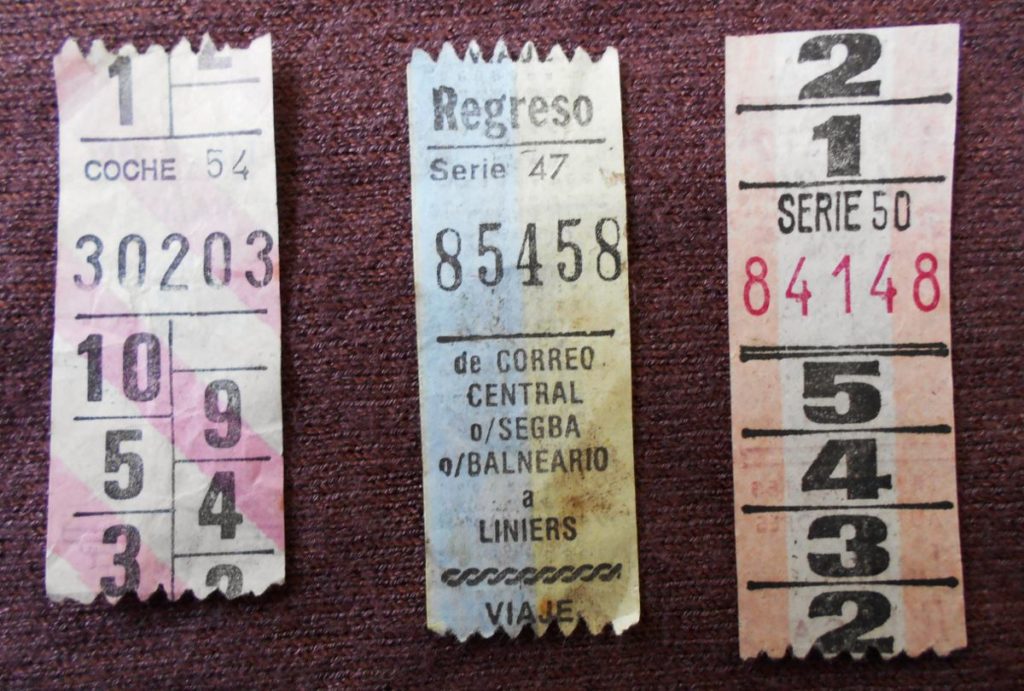 1
COCHE 54
30203
10
9
5
4
3
VIAJE
Regreso
Serie 47
85458
de CORREO
CENTRAL
o/SEGBA
o/BALNEARIO
a
LINIERS
VIAJE
2
1
SERIE 50
84148
5
4
3
2